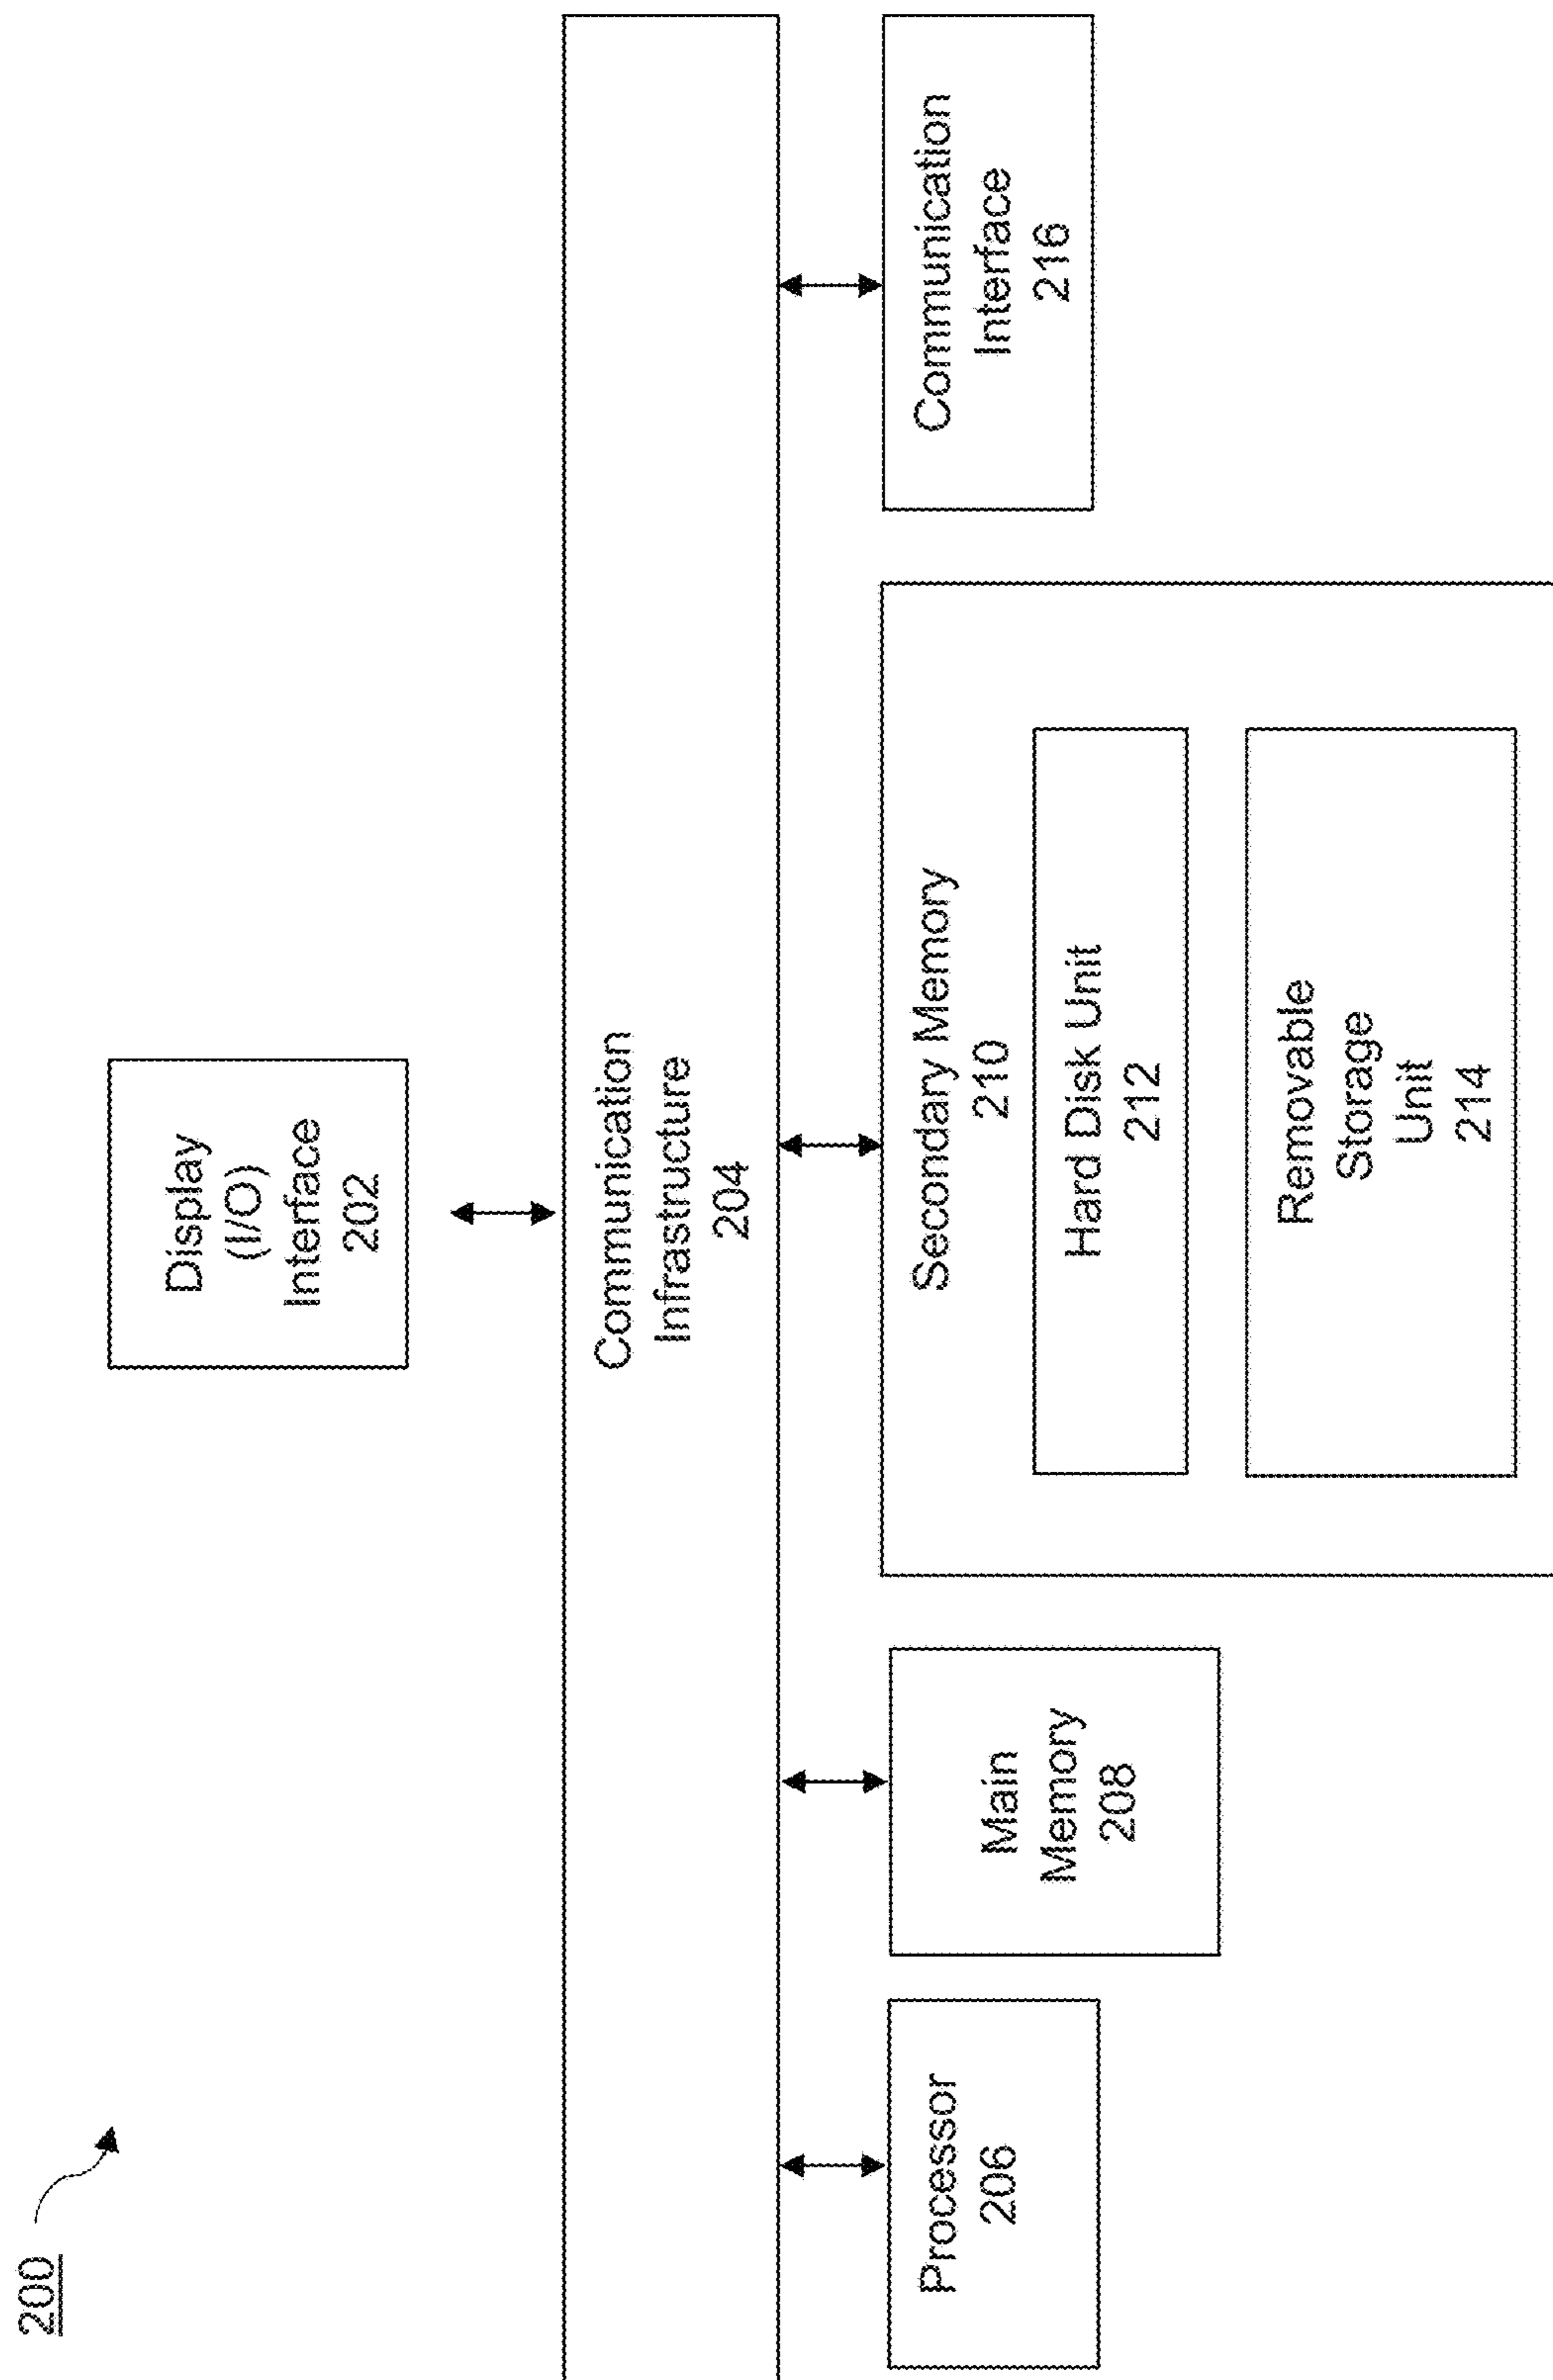 200
Display
(I/O)
Interface
202
Communication
Infrastructure
204
Processor
206
Main
Memory
208
Secondary Memory
210
Hard Disk Unit
212
Removable
Storage
Unit
214
Communication
Interface
216